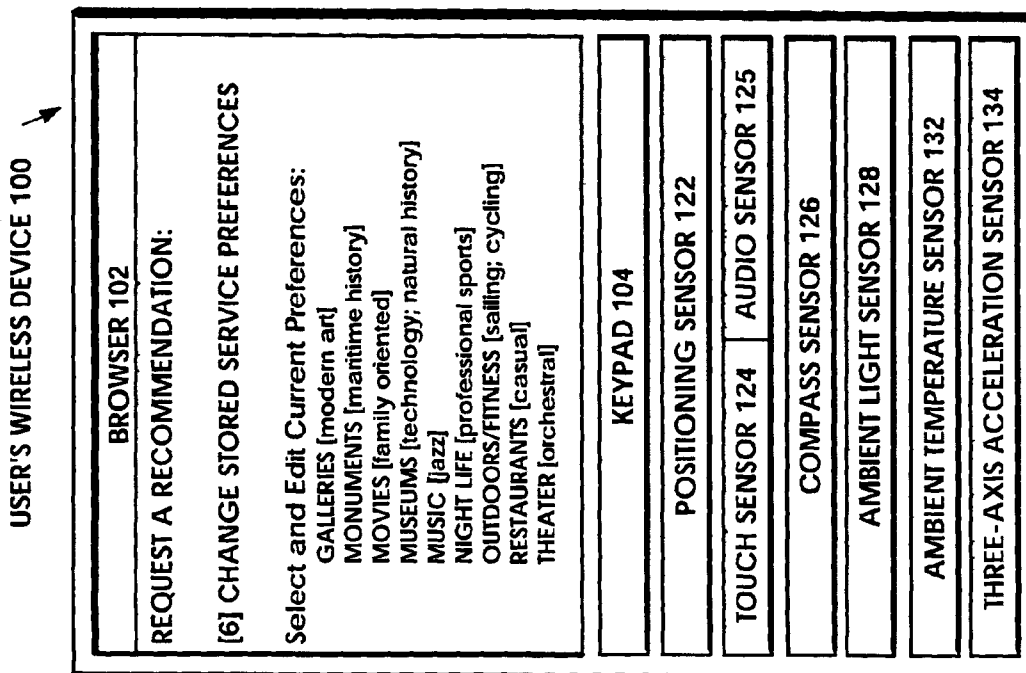 USER'S WIRELESS DEVICE 100
BROWSER 102
REQUEST A RECOMMENDATION:
[6] CHANGE STORED SERVICE PREFERENCES
Select and Edit Current Preferences:
GALLERIES [modern art]
MONUMENTS [maritime history]
MOVIES [family oriented]
MUSEUMS [technology; natural history]
MUSIC [jazz]
NIGHT LIFE [professional sports]
OUTDOORS/FITNESS [sailing; cycling]
RESTAURANTS [casual]
THEATER [orchestral]
KEYPAD 104
POSITIONING SENSOR 122
TOUCH SENSOR 124 AUDIO SENSOR 125
COMPASS SENSOR 126
AMBIENT LIGHT SENSOR 128
AMBIENT TEMPERATURE SENSOR 132
THREE-AXIS ACCELERATION SENSOR 134